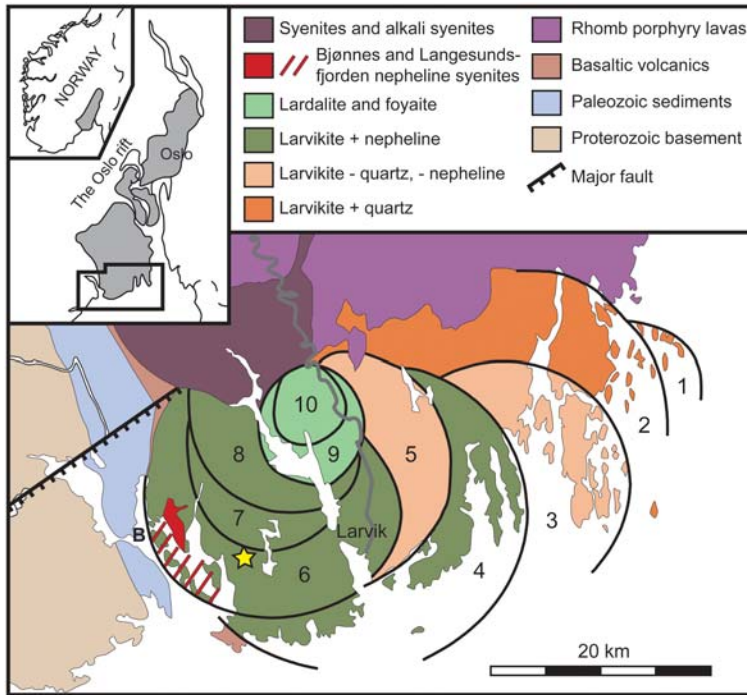 NORWAY
The Oslo rift
Oslo
Syenites and alkali syenites
Bjønnes and Langesunds-
fjorden nepheline syenites
Lardalite and foyaite
Larvikite + nepheline
Larvikite - quartz, - nepheline
Larvikite + quartz
Rhomb porphyry lavas
Basaltic volcanics
Paleozoic sediments
Proterozoic basement
Major fault
1
2
10
8
9
5
7
3
B
Larvik
6
4
20 km